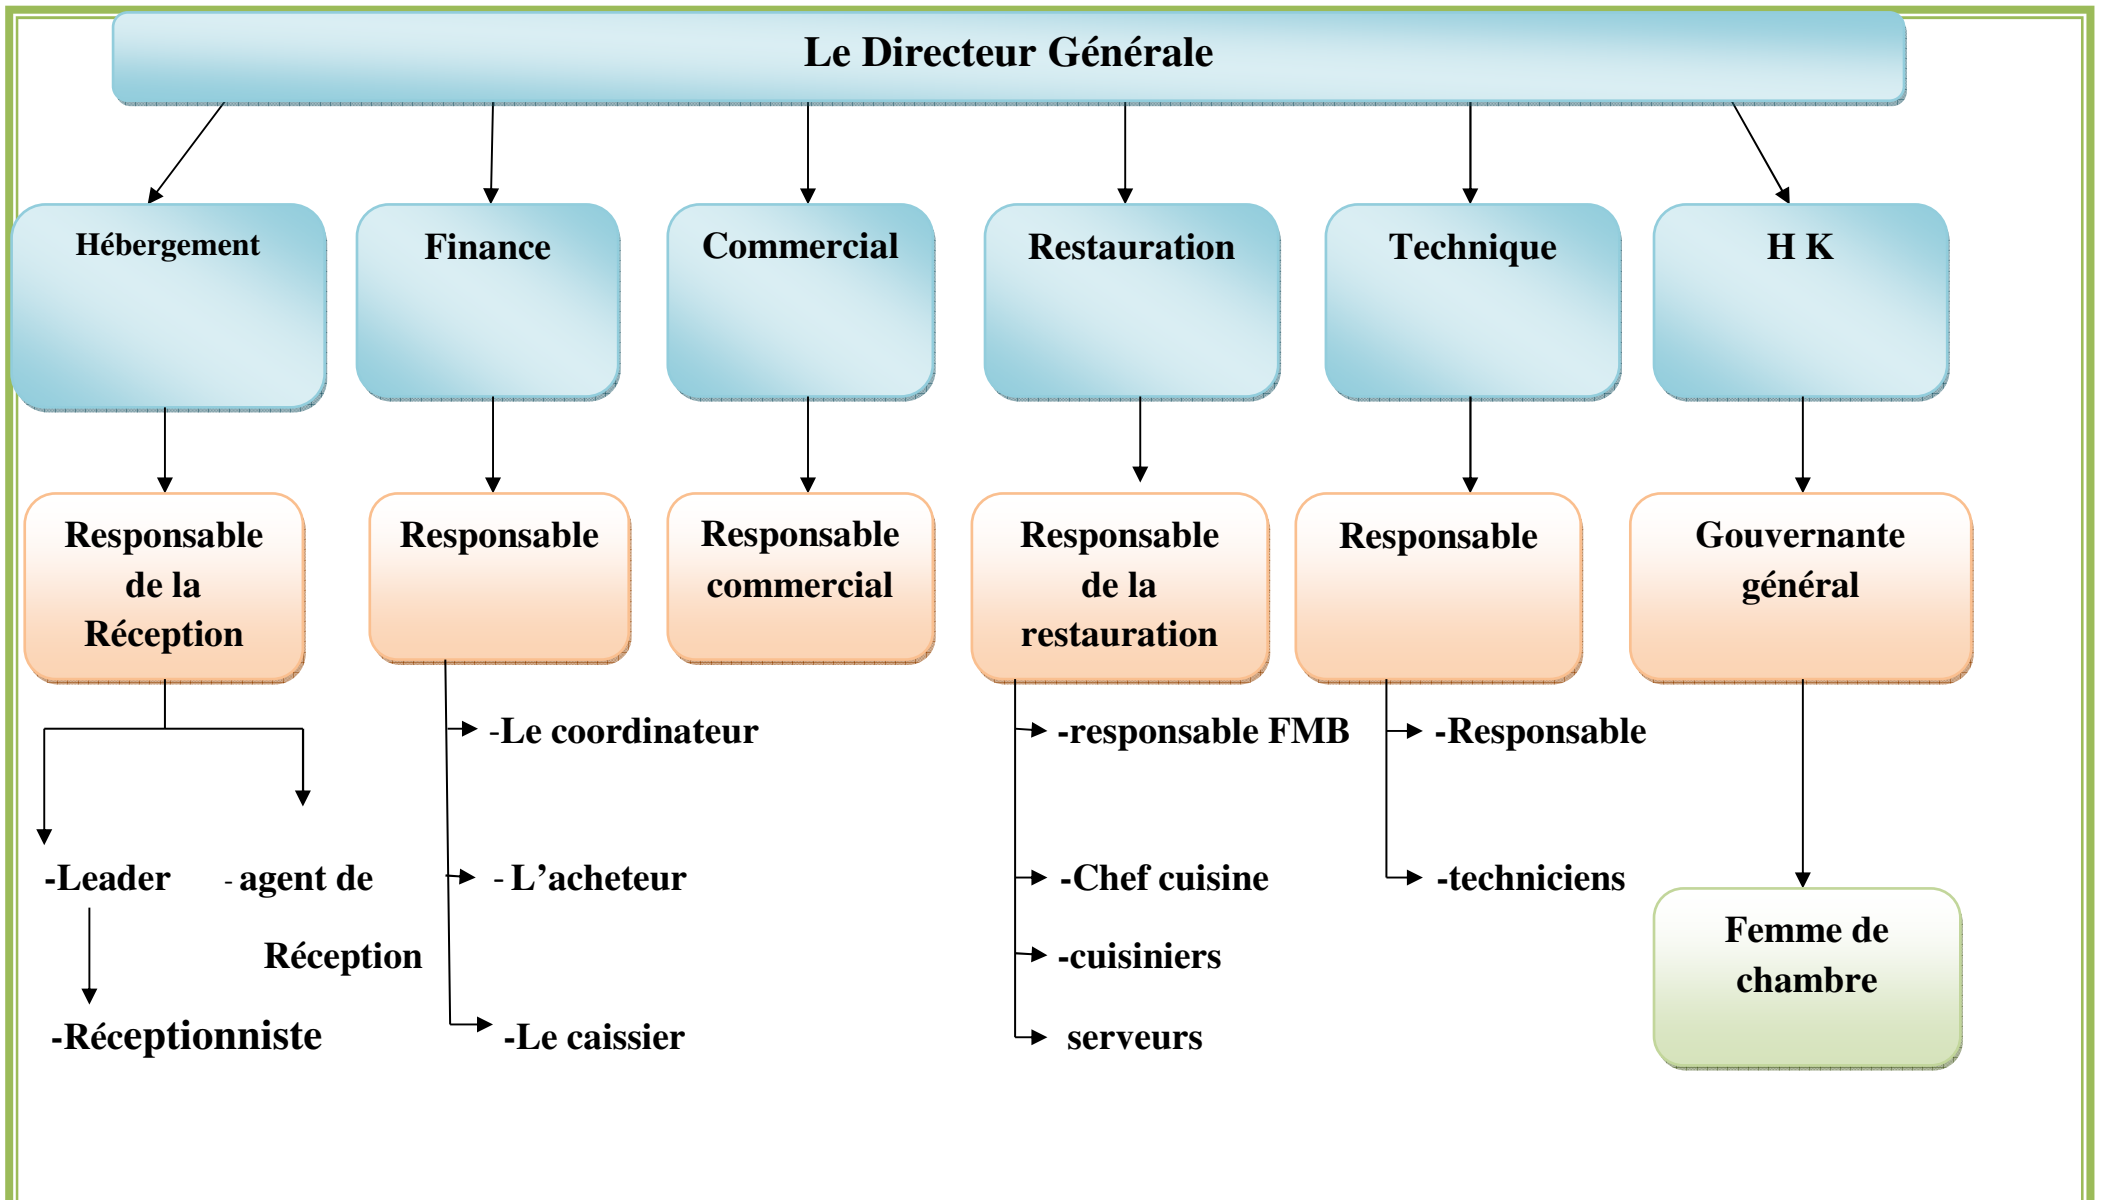 Le Directeur Générale
Hébergement
Finance
Commercial
Restauration
Technique
H K
Responsable
de la
Réception
Responsable
Responsable
commercial
Responsable
de la
restauration
Responsable
Gouvernante
général
-Le coordinateur
-responsable FMB
-Responsable
-Leader
- agent de
- L’acheteur
-Chef cuisine
-techniciens
Femme de
chambre
Réception
-cuisiniers
-Réceptionniste
-Le caissier
serveurs